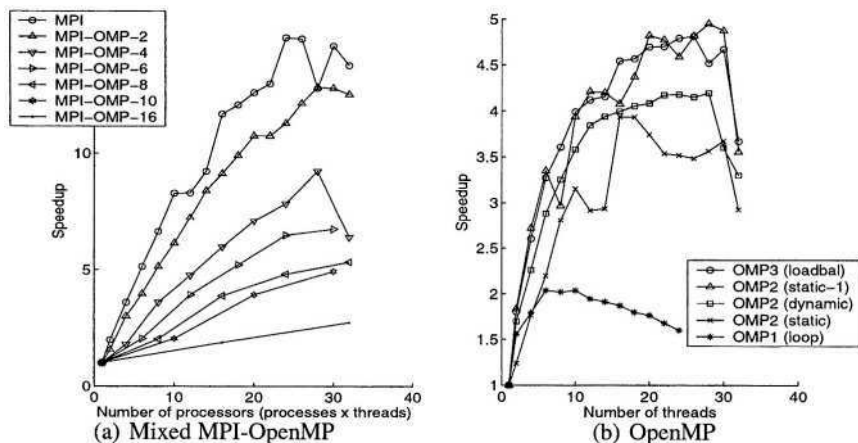 MPI
MPI-OMP-2
MPI-OMP-4
MPI-OMP-6
MPI-OMP-8
MPI-OMP-10
MPI-OMP-16
10
5
0
Speedup
0
10
20
30
40
Number of processors (processes x threads)
(a) Mixed MPI-OpenMP
5
4.5
4
3.5
3
2.5
2
1.5
1
Speedup
OMP3 (loadbal)
OMP2 (static-1)
OMP2 (dynamic)
OMP2 (static)
OMP1 (loop)
0
10
20
30
40
Number of threads
(b) OpenMP